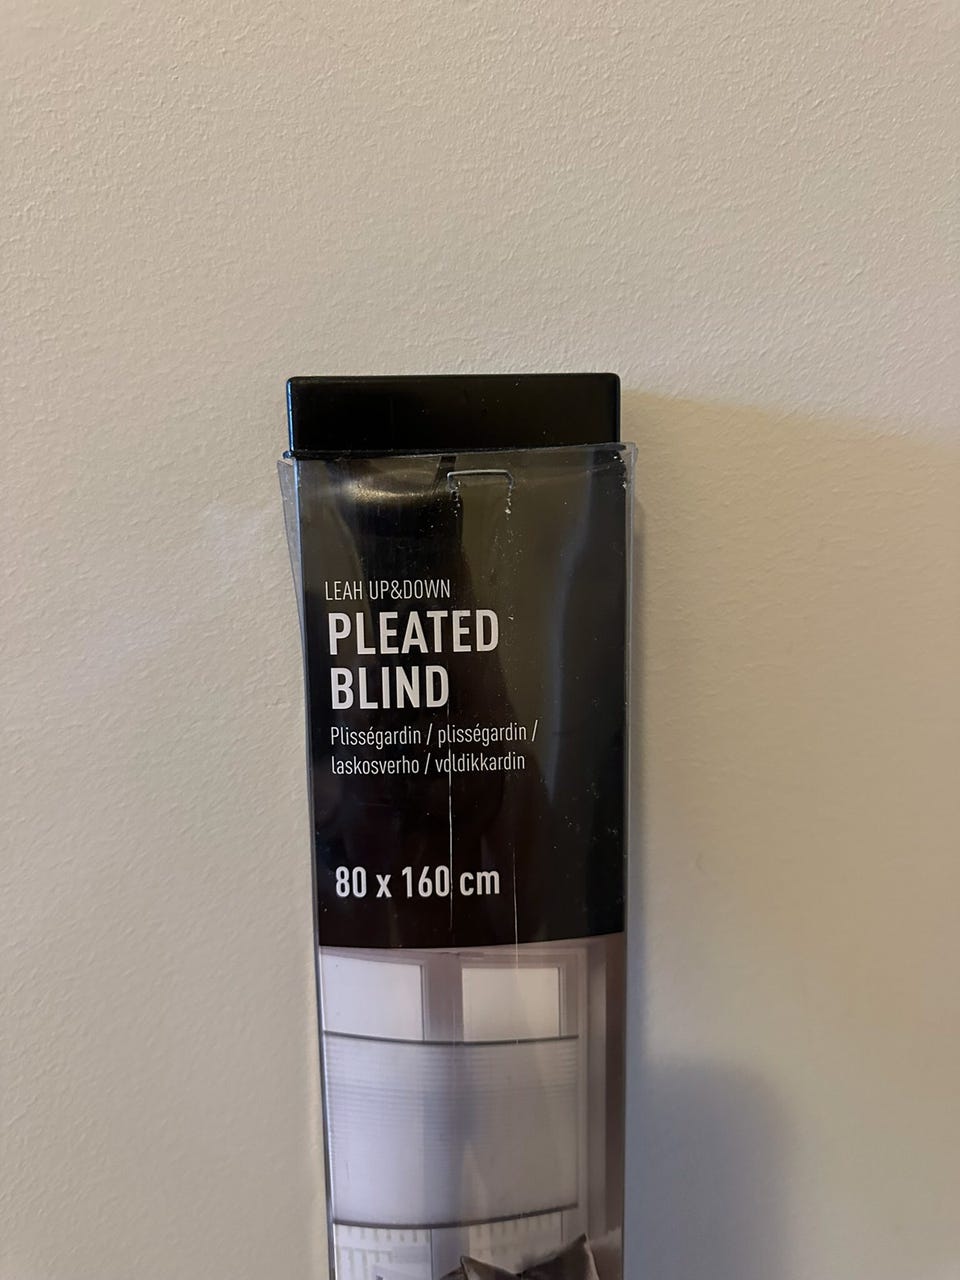 LEAH UP&DOWN
PLEATED
BLIND
Plisségardin / plisségardin /
laskosverho / voldikkardin
80 x 160 cm